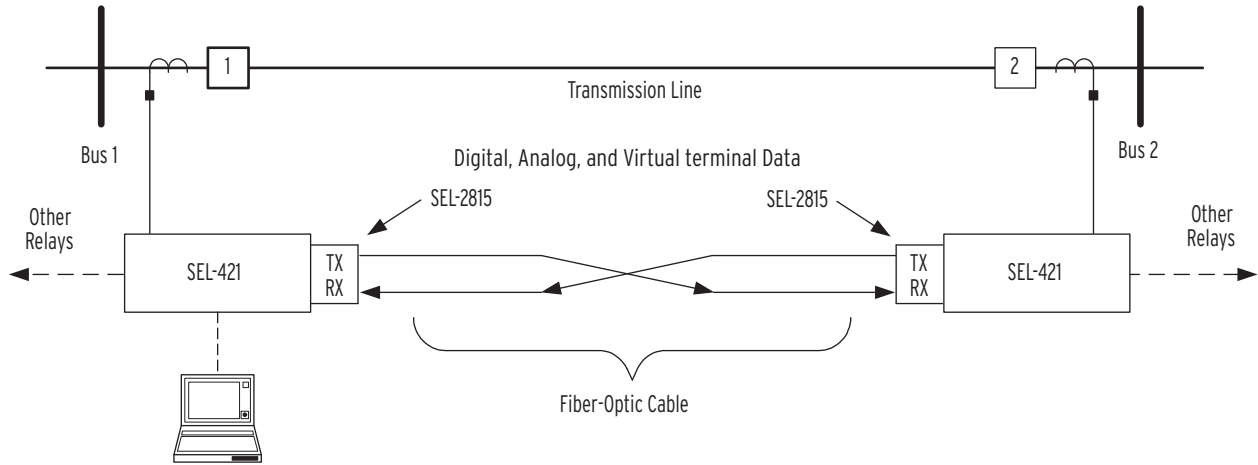 1
2
Transmission Line
Bus 1
Bus 2
Digital, Analog, and Virtual terminal Data
SEL-2815
SEL-2815
Other
Relays
Other
Relays
SEL-421
TX
RX
TX
RX
SEL-421
Fiber-Optic Cable